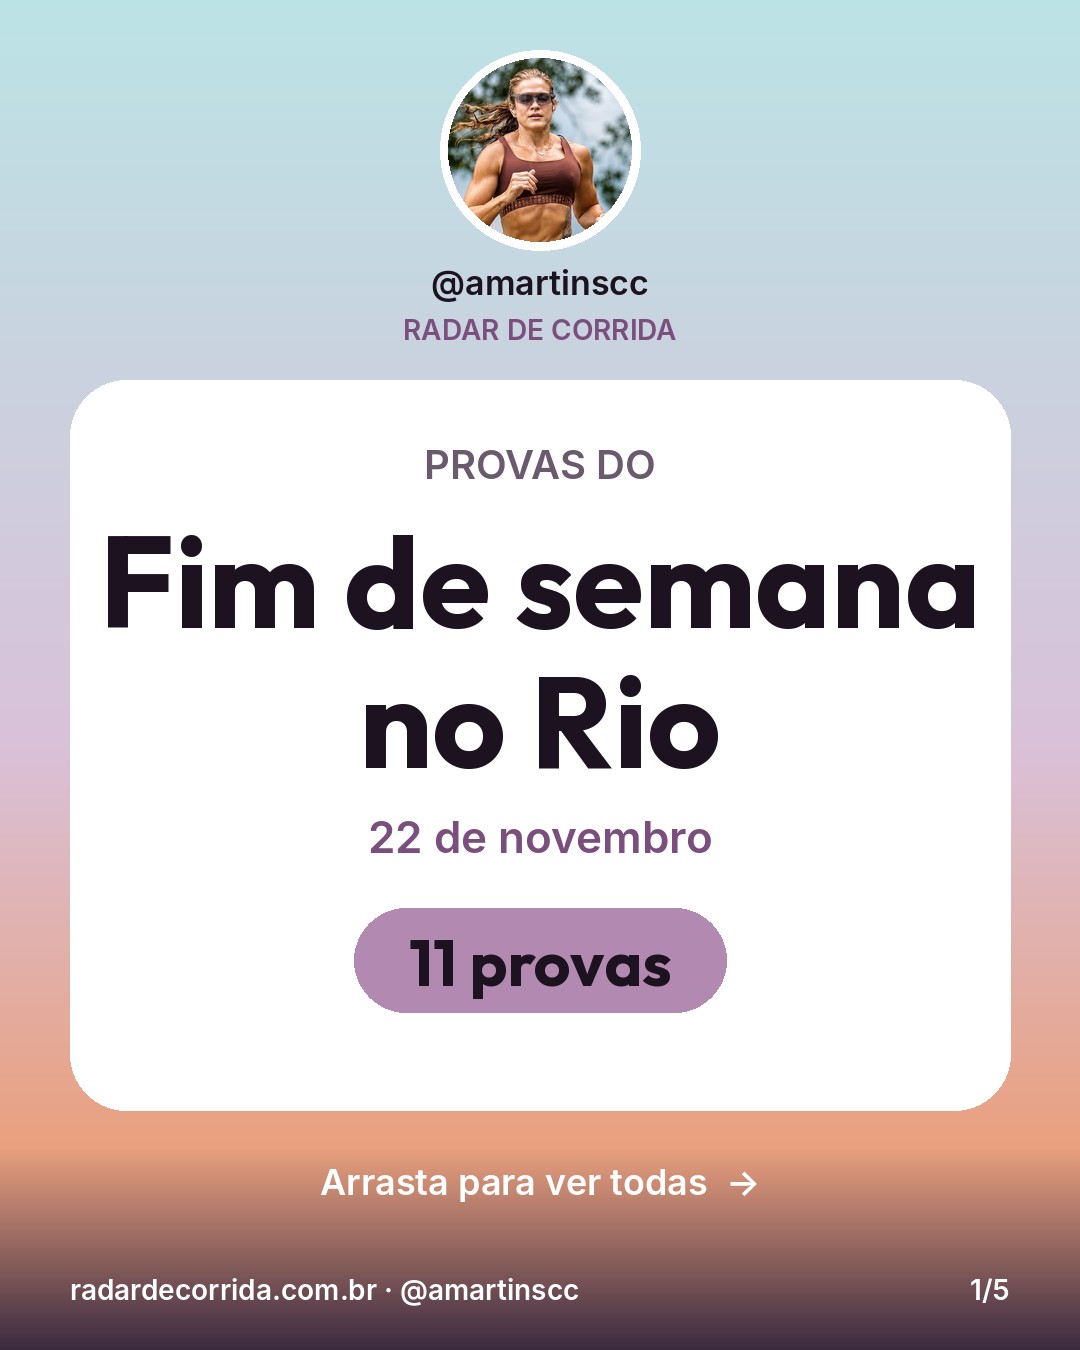 @amartinscc
RADAR DE CORRIDA
PROVAS DO
Fim de semana
no Rio
22 de novembro
11 provas
Arrasta para ver todas →
radardecorrida.com.br · @amartinscc
1/5